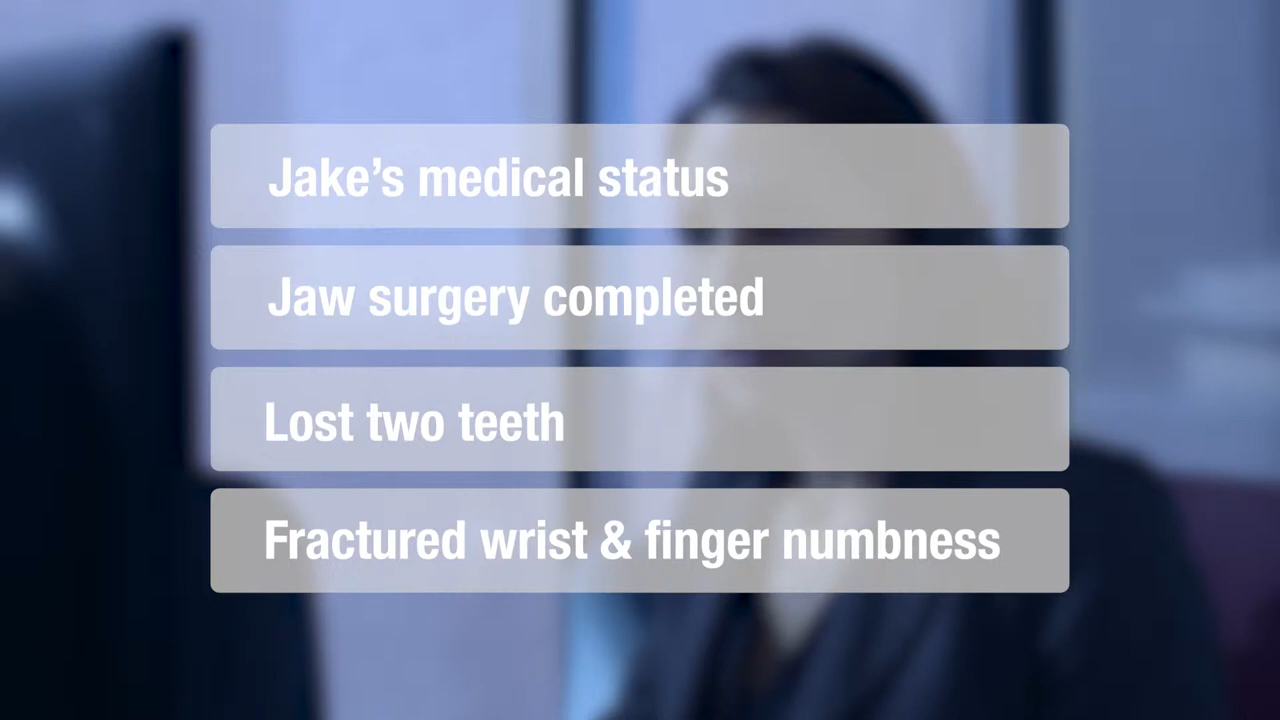 Jake’s medical status
Jaw surgery completed
Lost two teeth
Fractured wrist & finger numbness